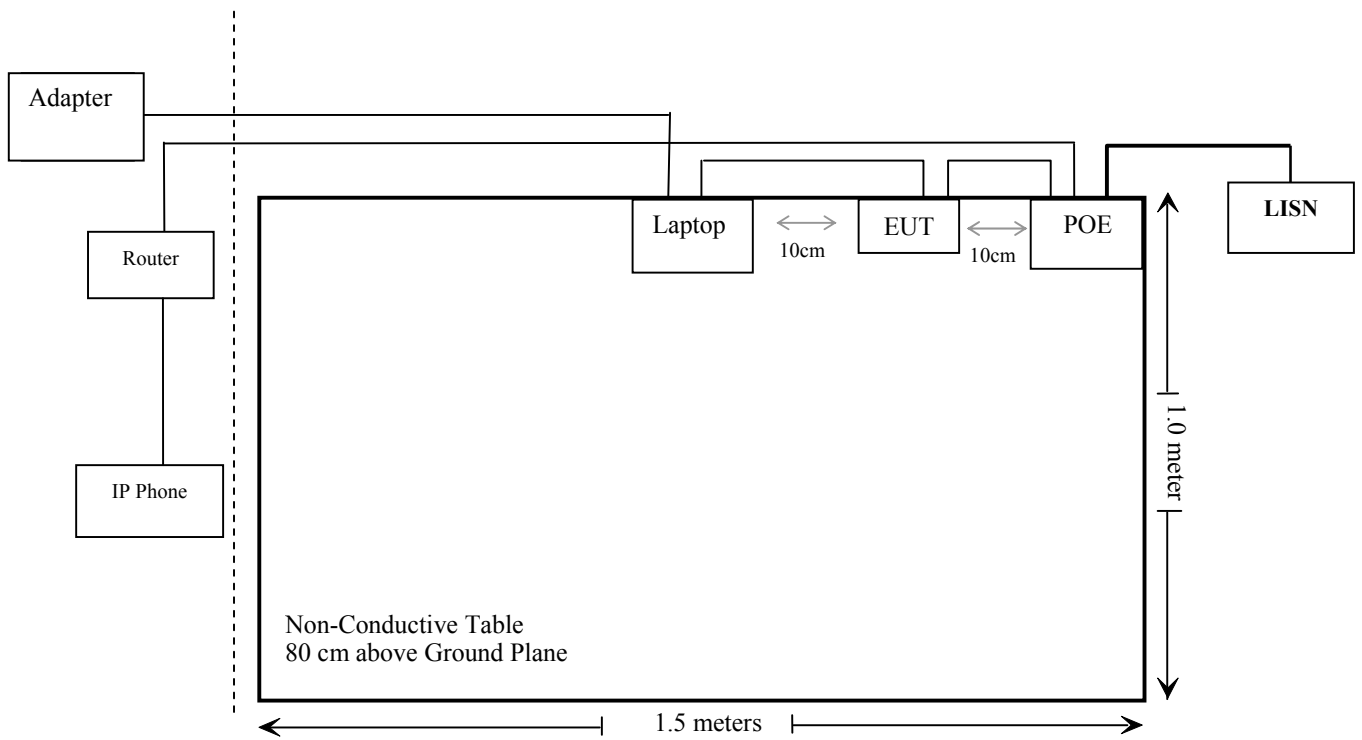 Adapter
Laptop
EUT
POE
LISN
10cm
10cm
Router
IP Phone
1.0 meter
Non-Conductive Table
80 cm above Ground Plane
1.5 meters